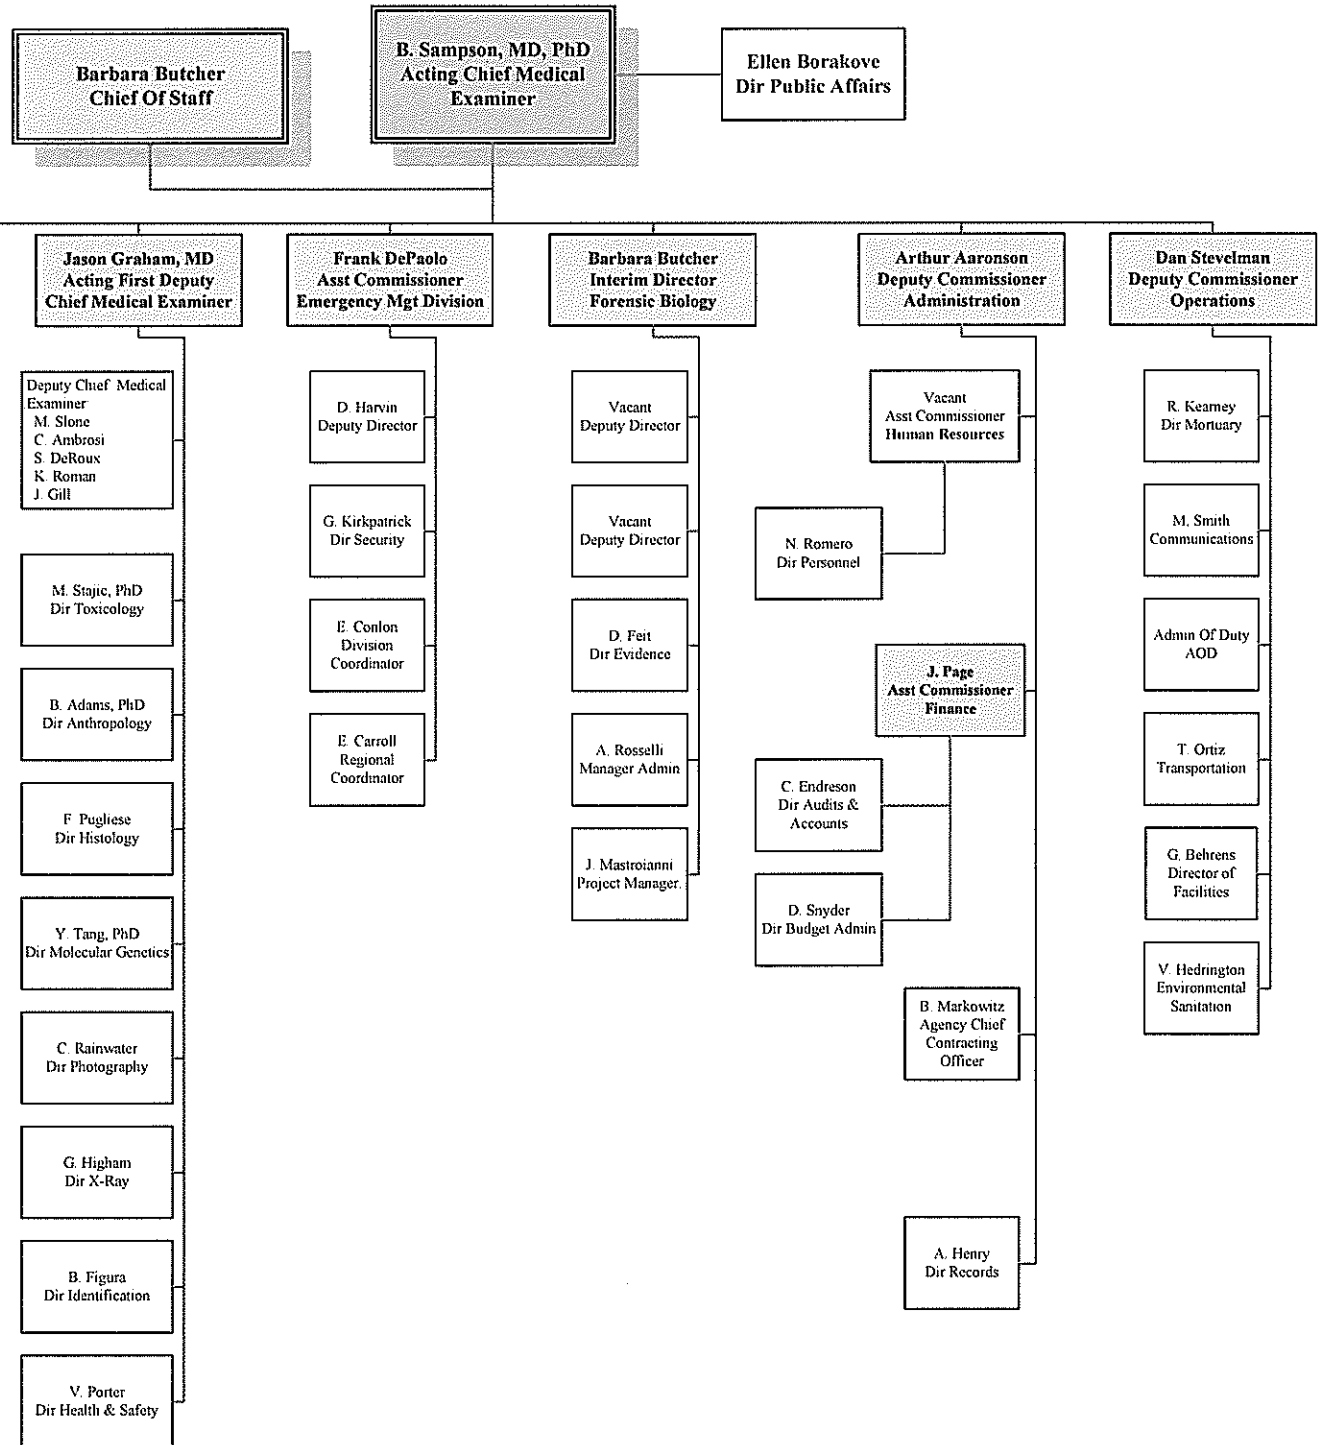 Barbara Butcher
Chief Of Staff
B. Sampson, MD, PhD
Acting Chief Medical
Examiner
Ellen Borakove
Dir Public Affairs
Jason Graham, MD
Acting First Deputy
Chief Medical Examiner
Frank DePaolo
Asst Commissioner
Emergency Mgt Division
Barbara Butcher
Interim Director
Forensic Biology
Arthur Aaronson
Deputy Commissioner
Administration
Dan Stevelman
Deputy Commissioner
Operations
Deputy Chief Medical
Examiner
M. Slone
C. Ambrosi
S. DeRoux
K. Roman
J. Gill
M. Stajic, PhD
Dir Toxicology
B. Adams, PhD
Dir Anthropology
F. Pugliese
Dir Histology
Y. Tang, PhD
Dir Molecular Genetics
C. Rainwater
Dir Photography
G. Higham
Dir X-Ray
B. Figura
Dir Identification
V. Porter
Dir Health & Safety
D. Harvin
Deputy Director
G. Kirkpatrick
Dir Security
E. Conlon
Division
Coordinator
E. Carroll
Regional
Coordinator
Vacant
Deputy Director
Vacant
Deputy Director
D. Feit
Dir Evidence
A. Rosselli
Manager Admin
J. Mastroianni
Project Manager.
Vacant
Asst Commissioner
Human Resources
N. Romero
Dir Personnel
J. Page
Asst Commissioner
Finance
C. Endreson
Dir Audits &
Accounts
D. Snyder
Dir Budget Admin
B. Markowitz
Agency Chief
Contracting
Officer
A. Henry
Dir Records
R. Kearney
Dir Mortuary
M. Smith
Communications
Admin Of Duty
AOD
T. Ortiz
Transportation
G. Behrens
Director of
Facilities
V. Hedrington
Environmental
Sanitation